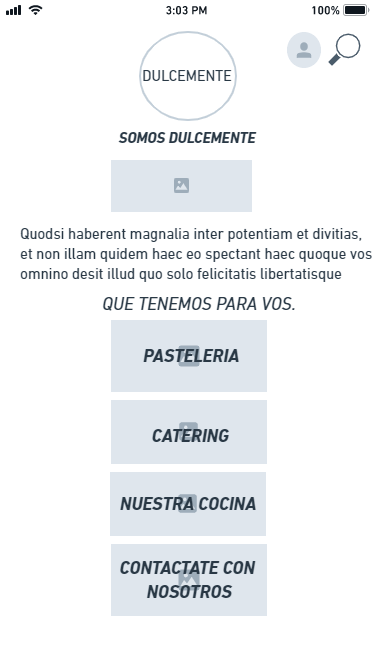 3:03 PM 100%
DULCEMENTE
SOMOS DULCEMENTE
Quodsi haberent magnalia inter potentiam et divitias,
et non illam quidem haec eo spectant haec quoque vos
omnino desit illud quo solo felicitatis libertatisque
QUE TENEMOS PARA VOS.
PASTELERIA
CATERING
NUESTRA COCINA
CONTACTATE CON
NOSOTROS